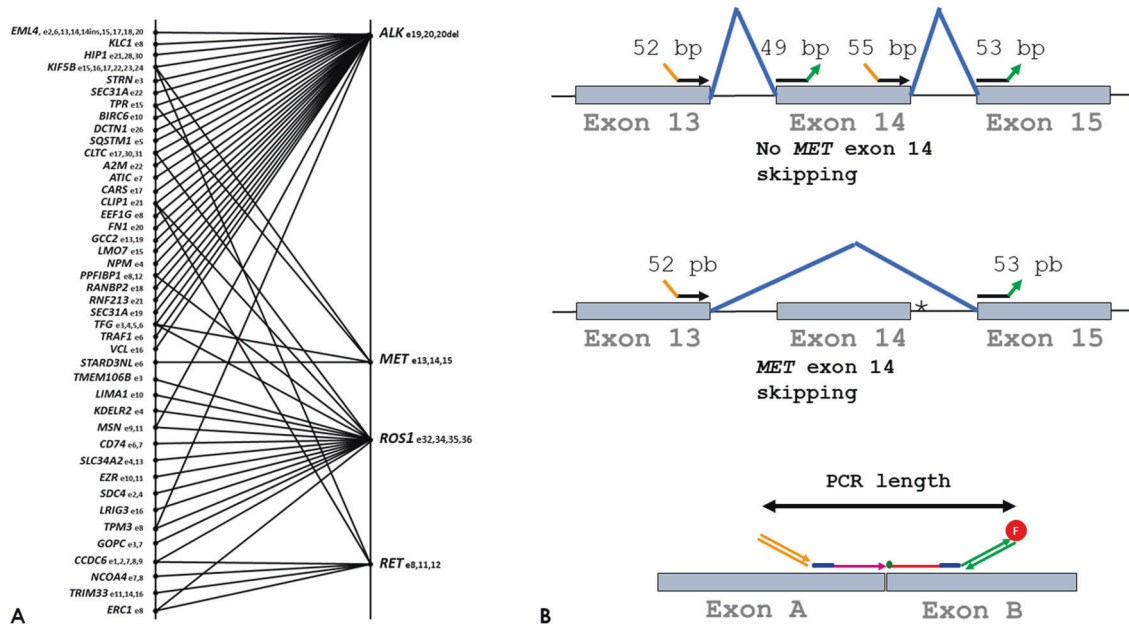 EML4, e2,6,13,14,14ins,15,17,18,20
KLC1 e8
HIP1 e21,28,30
KIF5B e15,16,17,22,23,24
STRN e3
SEC31A e22
TPR e15
BIRC6 e10
DCTN1 e26
SQSTM1 e5
CLTC e17,30,31
A2M e22
ATIC e7
CARS e17
CLIP1 e21
EEF1G e8
FN1 e20
GCC2 e13,19
LMO7 e15
NPM e4
PPFIBP1 e8,12
RANBP2 e18
RNF213 e21
SEC31A e19
TFG e3,4,5,6
TRAF1 e6
VCL e16
STARD3NL e6
TMEM106B e3
LIMA1 e10
KDELR2 e4
MSN e9,11
CD74 e6,7
SLC34A2 e4,13
EZR e10,11
SDC4 e2,4
LRIG3 e16
TPM3 e8
GOPC e3,7
CCDC6 e1,2,7,8,9
NCOA4 e7,8
TRIM33 e11,14,16
ERC1 e8
ALK e19,20,20del
MET e13,14,15
ROS1 e32,34,35,36
RET e8,11,12
A
52 bp 49 bp 55 bp 53 bp
Exon 13 Exon 14 Exon 15
No MET exon 14
skipping
52 pb 53 pb
*
Exon 13 Exon 14 Exon 15
MET exon 14
skipping
PCR length
F
Exon A Exon B
B